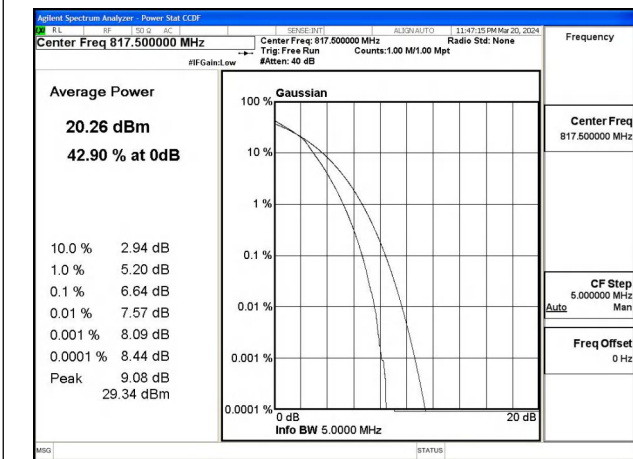 Agilent Spectrum Analyzer - Power Stat CCDF
LXI RL RF 50 Ω AC SENSE:INT ALIGNAUTO 11:47:15 PM Mar 20, 2024
Center Freq 817.500000 MHz
Center Freq: 817.500000 MHz Radio Std: None
Trig: Free Run Counts:1.00 M/1.00 Mpt
#IFGain:Low #Atten: 40 dB
Frequency
Average Power
20.26 dBm
42.90 % at 0dB
10.0 % 2.94 dB
1.0 % 5.20 dB
0.1 % 6.64 dB
0.01 % 7.57 dB
0.001 % 8.09 dB
0.0001 % 8.44 dB
Peak 9.08 dB
29.34 dBm
Gaussian
100 %
10 %
1 %
0.1 %
0.01 %
0.001 %
0.0001 %
0 dB 20 dB
Info BW 5.0000 MHz
Center Freq
817.500000 MHz
CF Step
5.000000 MHz
Auto Man
Freq Offset
0 Hz
MSG STATUS